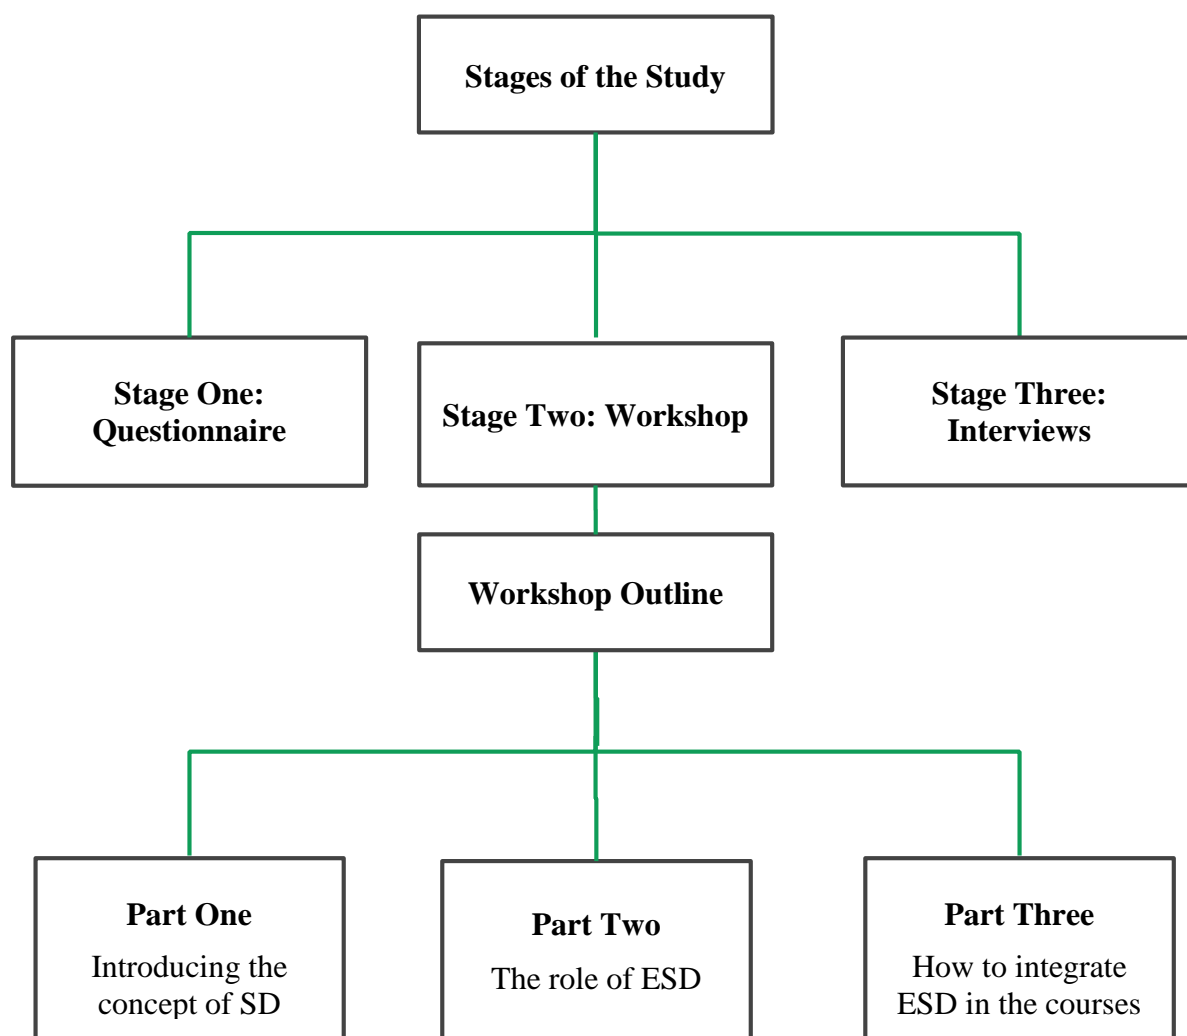 Stages of the Study
Stage One:
Questionnaire
Stage Two: Workshop
Stage Three:
Interviews
Workshop Outline
Part One
Introducing the
concept of SD
Part Two
The role of ESD
Part Three
How to integrate
ESD in the courses